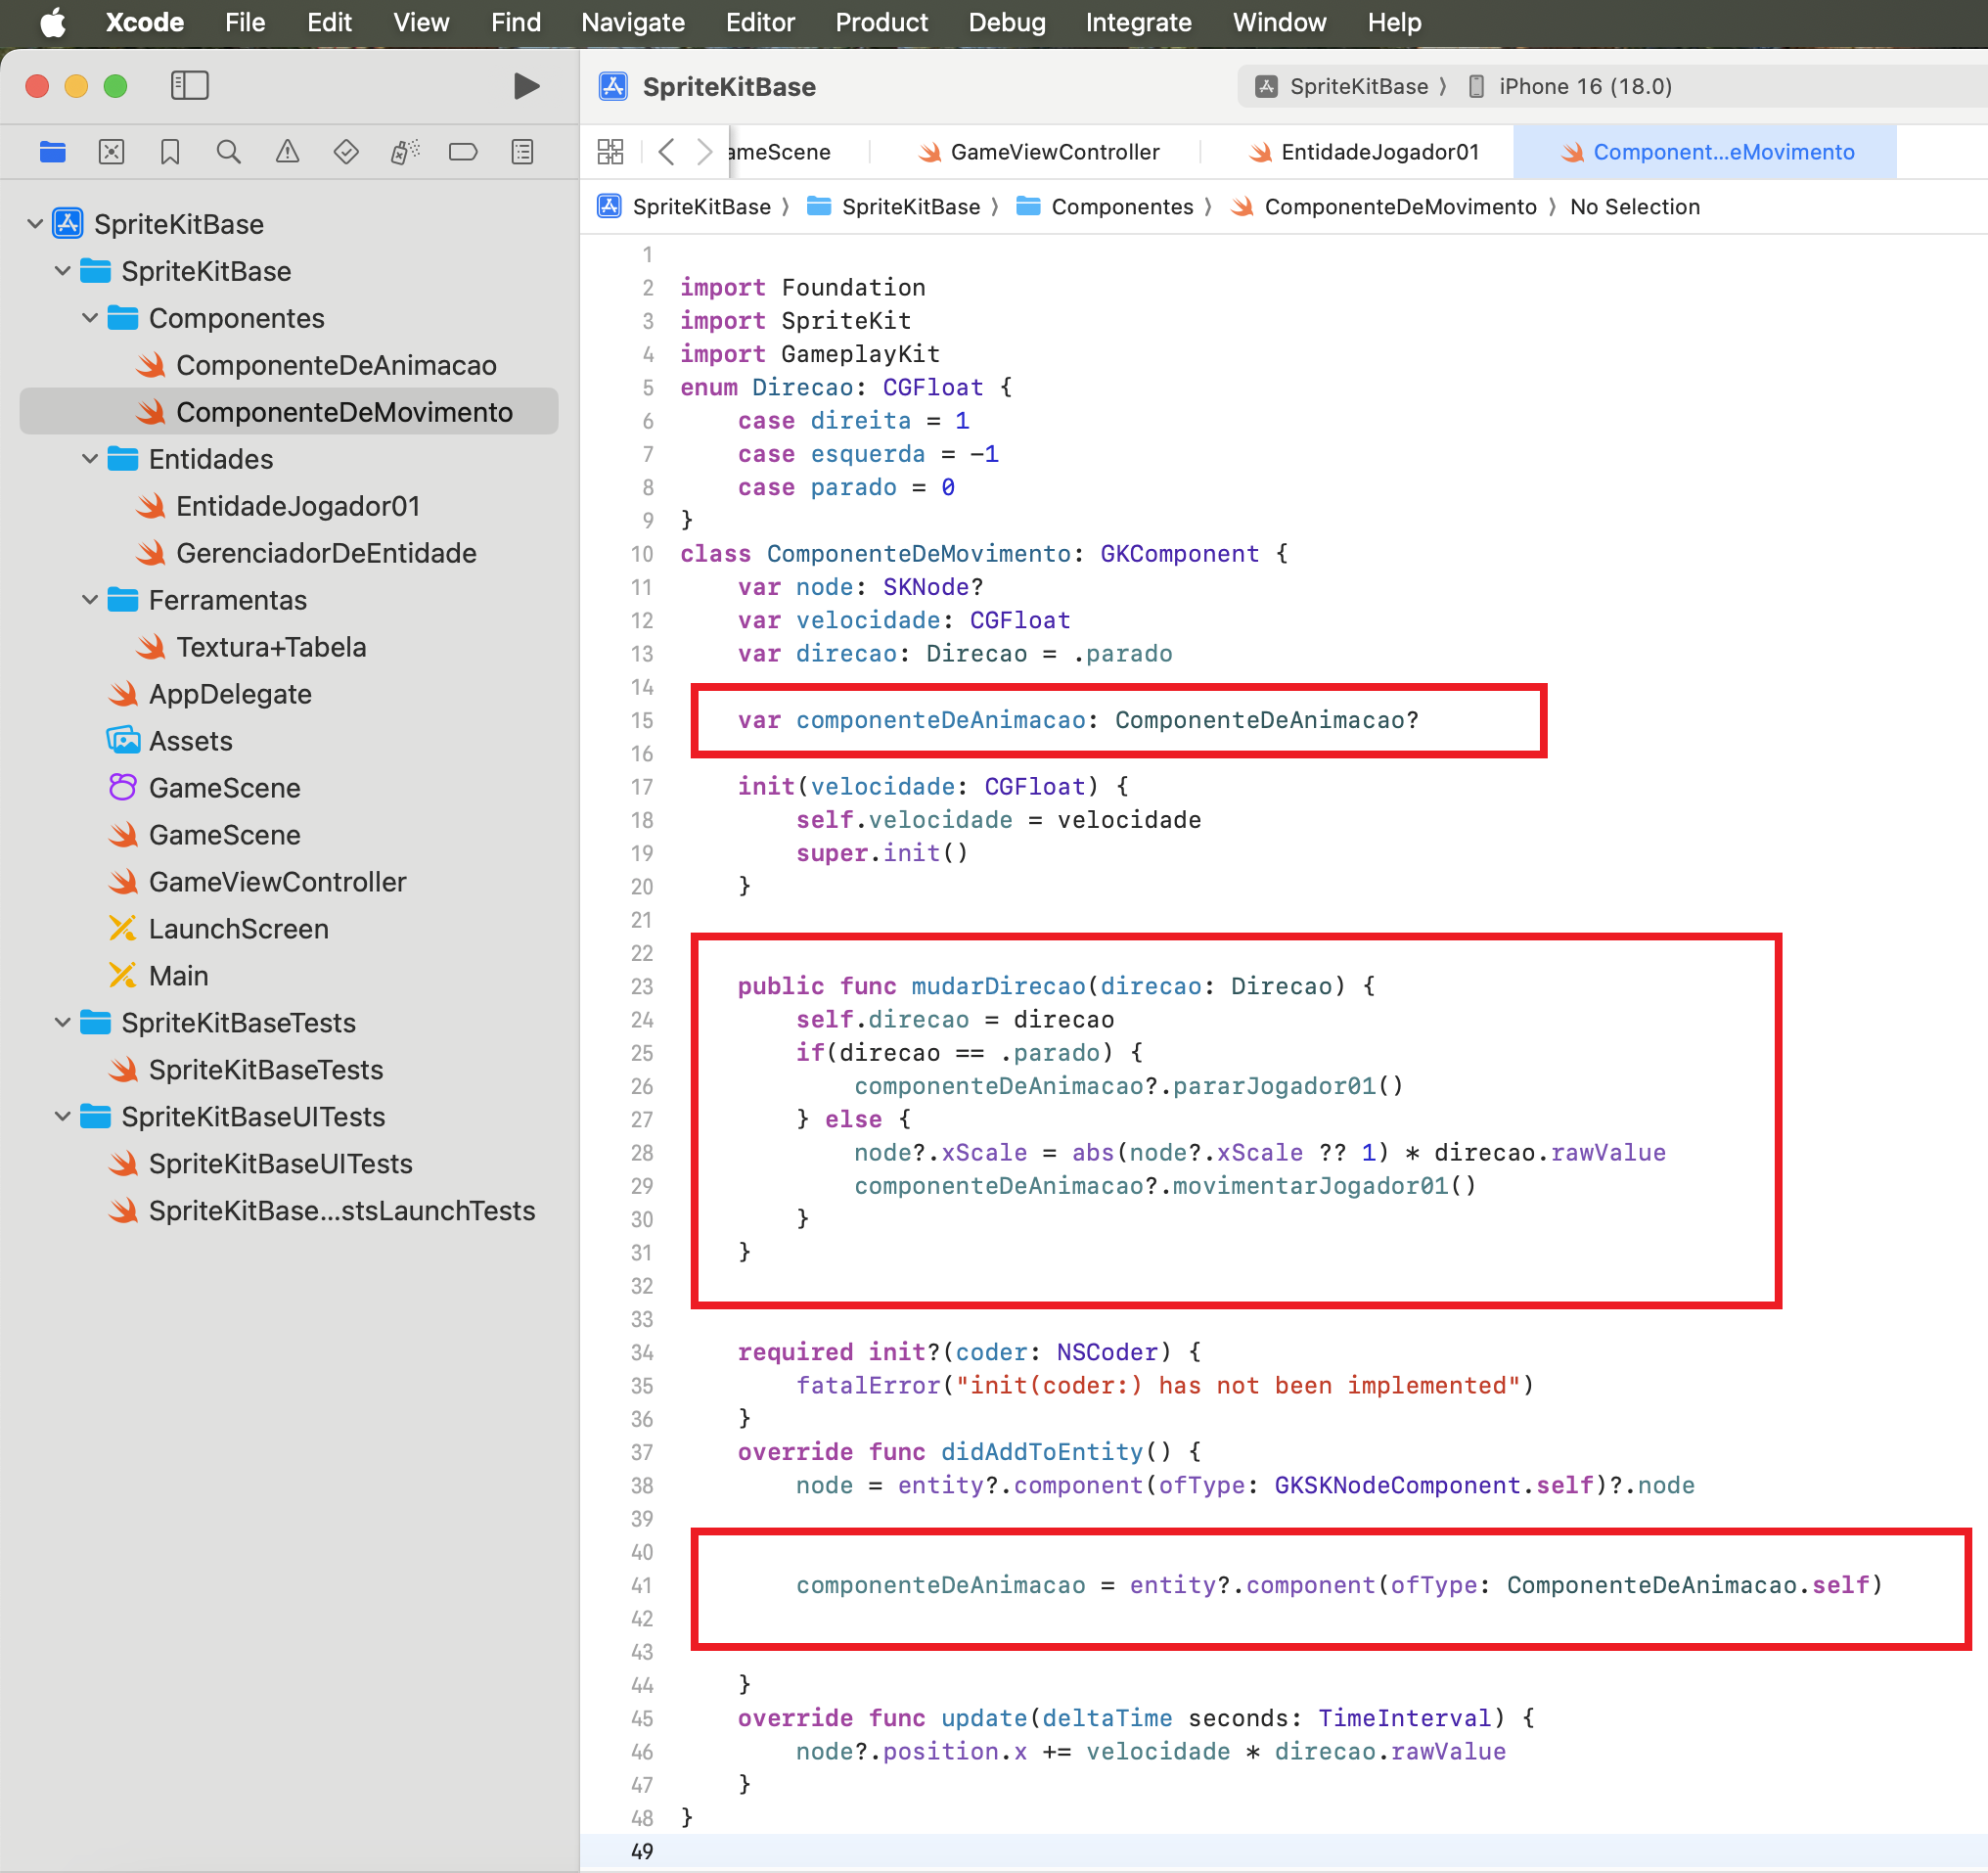 Xcode File Edit View Find Navigate Editor Product Debug Integrate Window Help
SpriteKitBase
SpriteKitBase 〉 iPhone 16 (18.0)
ameScene
GameViewController
EntidadeJogador01
Component...eMovimento
SpriteKitBase 〉 SpriteKitBase 〉 Componentes 〉 ComponenteDeMovimento 〉 No Selection
SpriteKitBase
SpriteKitBase
Componentes
ComponenteDeAnimacao
ComponenteDeMovimento
Entidades
EntidadeJogador01
GerenciadorDeEntidade
Ferramentas
Textura+Tabela
AppDelegate
Assets
GameScene
GameScene
GameViewController
LaunchScreen
Main
SpriteKitBaseTests
SpriteKitBaseTests
SpriteKitBaseUITests
SpriteKitBaseUITests
SpriteKitBase...stsLaunchTests
1
2 import Foundation
3 import SpriteKit
4 import GameplayKit
5 enum Direcao: CGFloat {
6 case direita = 1
7 case esquerda = -1
8 case parado = 0
9 }
10 class ComponenteDeMovimento: GKComponent {
11 var node: SKNode?
12 var velocidade: CGFloat
13 var direcao: Direcao = .parado
14
15 var componenteDeAnimacao: ComponenteDeAnimacao?
16
17 init(velocidade: CGFloat) {
18 self.velocidade = velocidade
19 super.init()
20 }
21
22
23 public func mudarDirecao(direcao: Direcao) {
24 self.direcao = direcao
25 if(direcao == .parado) {
26 componenteDeAnimacao?.pararJogador01()
27 } else {
28 node?.xScale = abs(node?.xScale ?? 1) * direcao.rawValue
29 componenteDeAnimacao?.movimentarJogador01()
30 }
31 }
32
33
34 required init?(coder: NSCoder) {
35 fatalError("init(coder:) has not been implemented")
36 }
37 override func didAddToEntity() {
38 node = entity?.component(ofType: GKSKNodeComponent.self)?.node
39
40
41 componenteDeAnimacao = entity?.component(ofType: ComponenteDeAnimacao.self)
42
43
44 }
45 override func update(deltaTime seconds: TimeInterval) {
46 node?.position.x += velocidade * direcao.rawValue
47 }
48 }
49